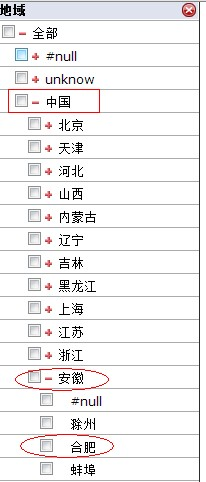 地域
全部
#null
unknow
中国
北京
天津
河北
山西
内蒙古
辽宁
吉林
黑龙江
上海
江苏
浙江
安徽
#null
滁州
合肥
蚌埠